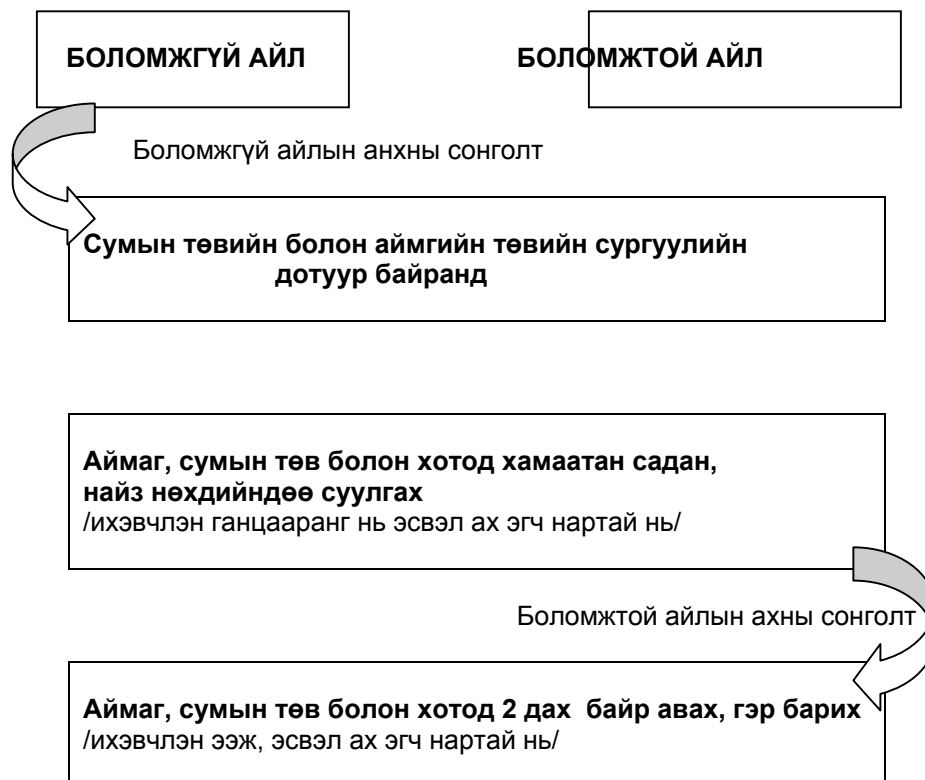 БОЛОМЖГҮЙ АЙЛ
БОЛОМЖТОЙ АЙЛ
Боломжгүй айлын анхны сонголт
Сумын төвийн болон аймгийн төвийн сургуулийн
дотуур байранд
Аймаг, сумын төв болон хотод хамаатан садан,
найз нөхдийндөө суулгах
/ихэвчлэн ганцааранг нь эсвэл ах эгч нартай нь/
Боломжтой айлын ахны сонголт
Аймаг, сумын төв болон хотод 2 дах байр авах, гэр барих
/ихэвчлэн ээж, эсвэл ах эгч нартай нь/